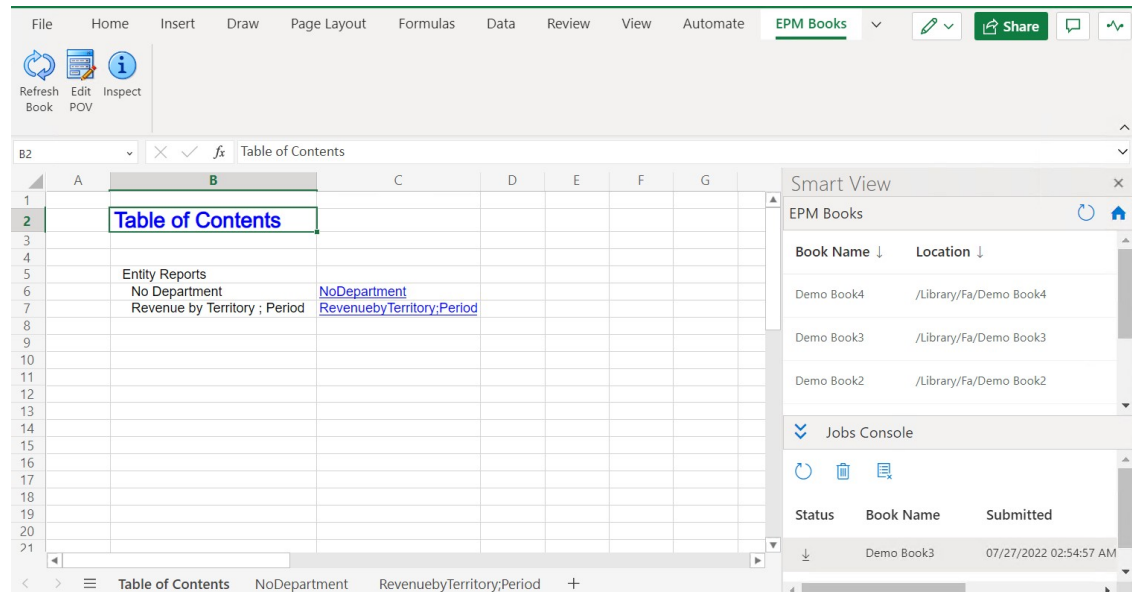 File Home Insert Draw Page Layout Formulas Data Review View Automate EPM Books Share
Refresh Book
Edit POV
Inspect
B2 fx Table of Contents
A B C D E F G
1
2 Table of Contents
3
4
5 Entity Reports
6 No Department NoDepartment
7 Revenue by Territory ; Period RevenuebyTerritory;Period
8
9
10
11
12
13
14
15
16
17
18
19
20
21
Table of Contents NoDepartment RevenuebyTerritory;Period
Smart View
EPM Books
Book Name Location
Demo Book4 /Library/Fa/Demo Book4
Demo Book3 /Library/Fa/Demo Book3
Demo Book2 /Library/Fa/Demo Book2
Jobs Console
Status Book Name Submitted
Demo Book3 07/27/2022 02:54:57 AM